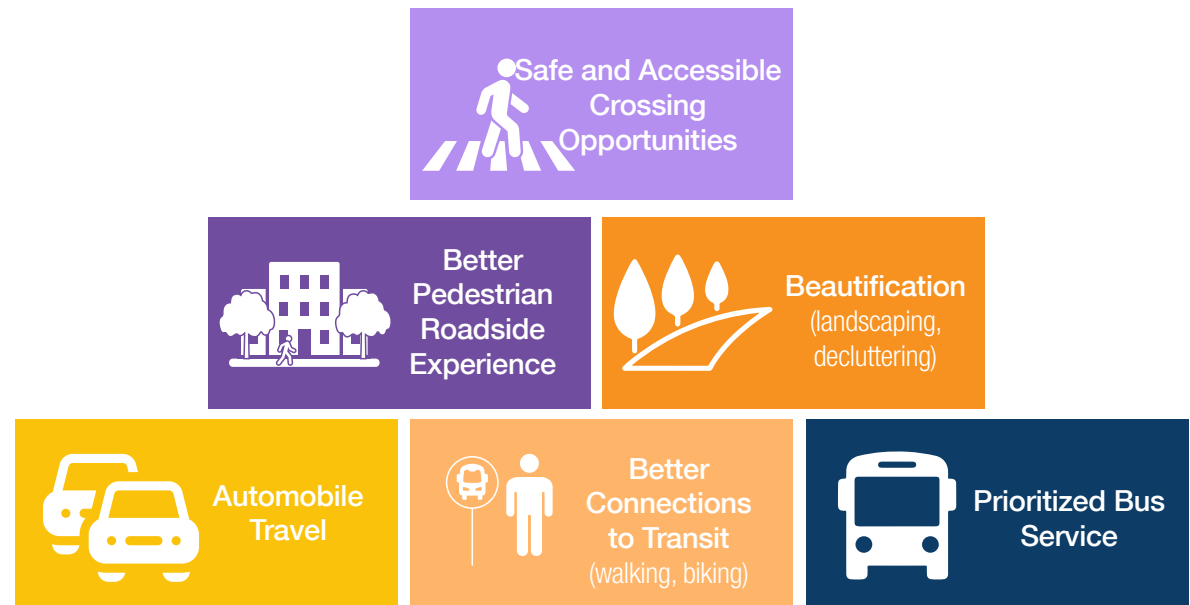 Safe and Accessible
Crossing
Opportunities
Better
Pedestrian
Roadside
Experience
Beautification
(landscaping,
decluttering)
Automobile
Travel
Better
Connections
to Transit
(walking, biking)
Prioritized Bus
Service